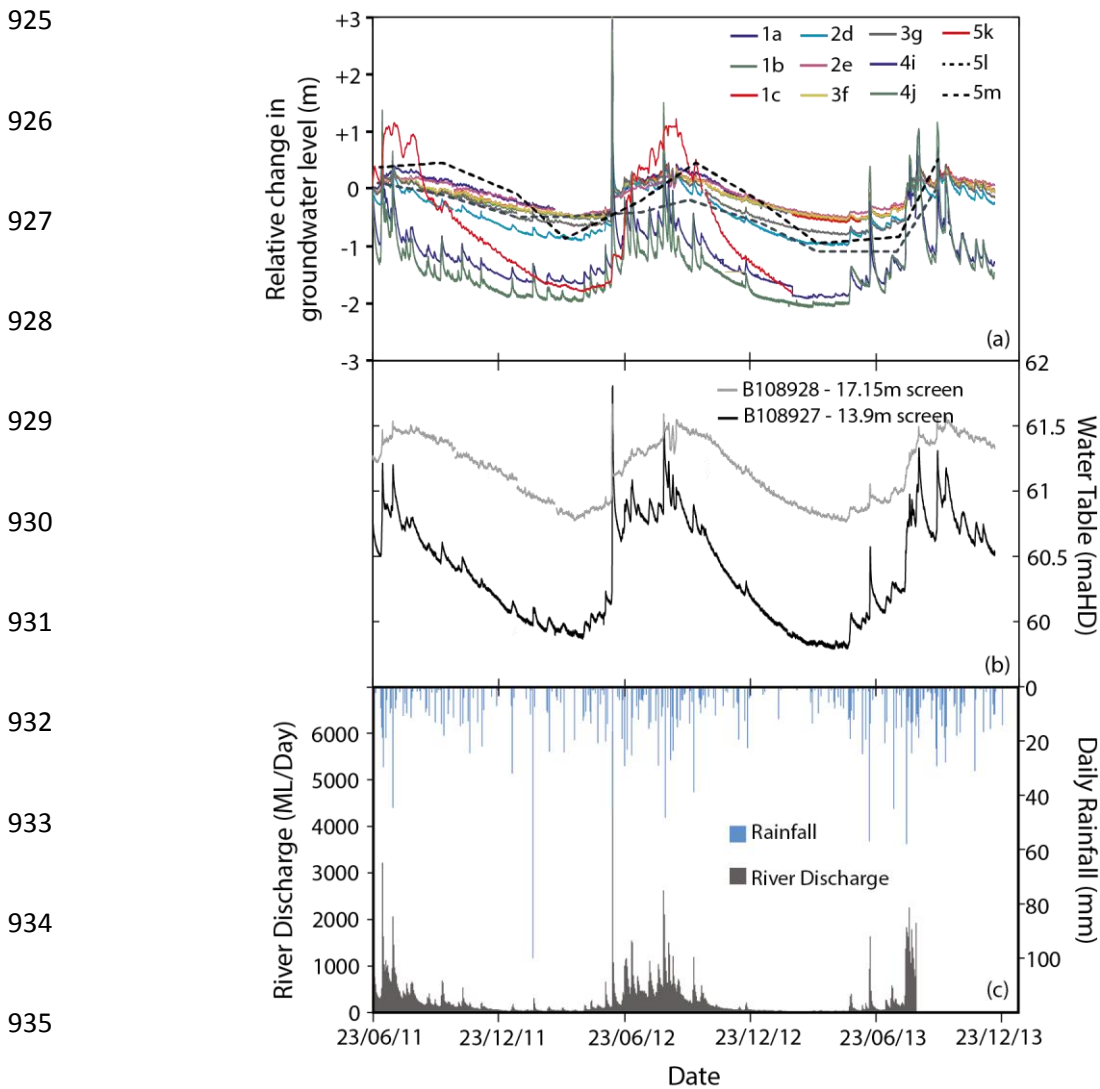 925
926
927
928
929
930
931
932
933
934
935
Relative change in
groundwater level (m)
+3
+2
+1
0
-1
-2
-3
1a 2d 3g 5k
1b 2e 4i 5l
1c 3f 4j 5m
(a)
B108928 - 17.15m screen
B108927 - 13.9m screen
62
61.5
61
60.5
60
Water Table (maHD)
(b)
River Discharge (ML/Day)
6000
5000
4000
3000
2000
1000
0
Rainfall
River Discharge
0
20
40
60
80
100
Daily Rainfall (mm)
(c)
23/06/11 23/12/11 23/06/12 23/12/12 23/06/13 23/12/13
Date